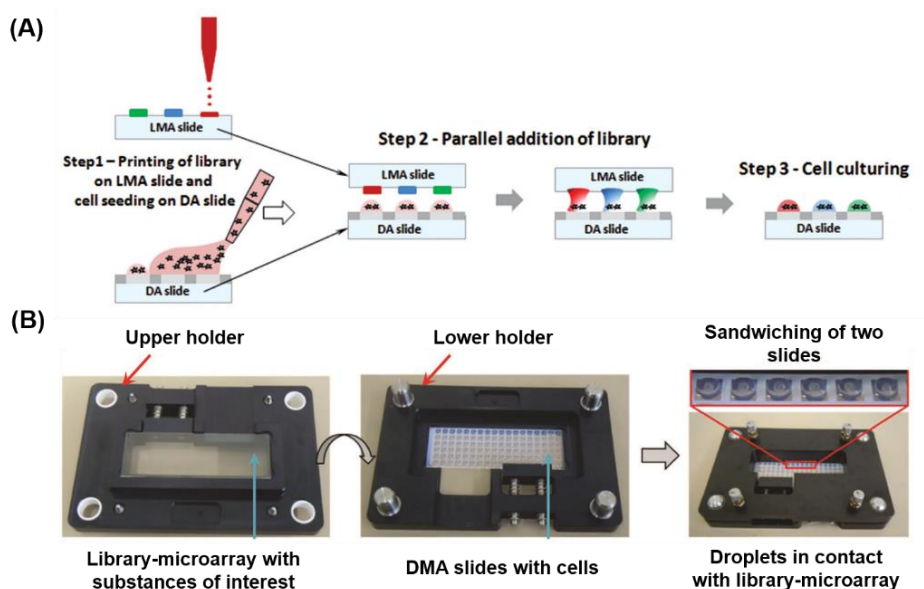 (A)
LMA slide
Step1 – Printing of library
on LMA slide and
cell seeding on DA slide
DA slide
Step 2 - Parallel addition of library
LMA slide
DA slide
LMA slide
DA slide
Step 3 - Cell culturing
DA slide
(B)
Upper holder
Library-microarray with
substances of interest
Lower holder
DMA slides with cells
Sandwiching of two
slides
Droplets in contact
with library-microarray